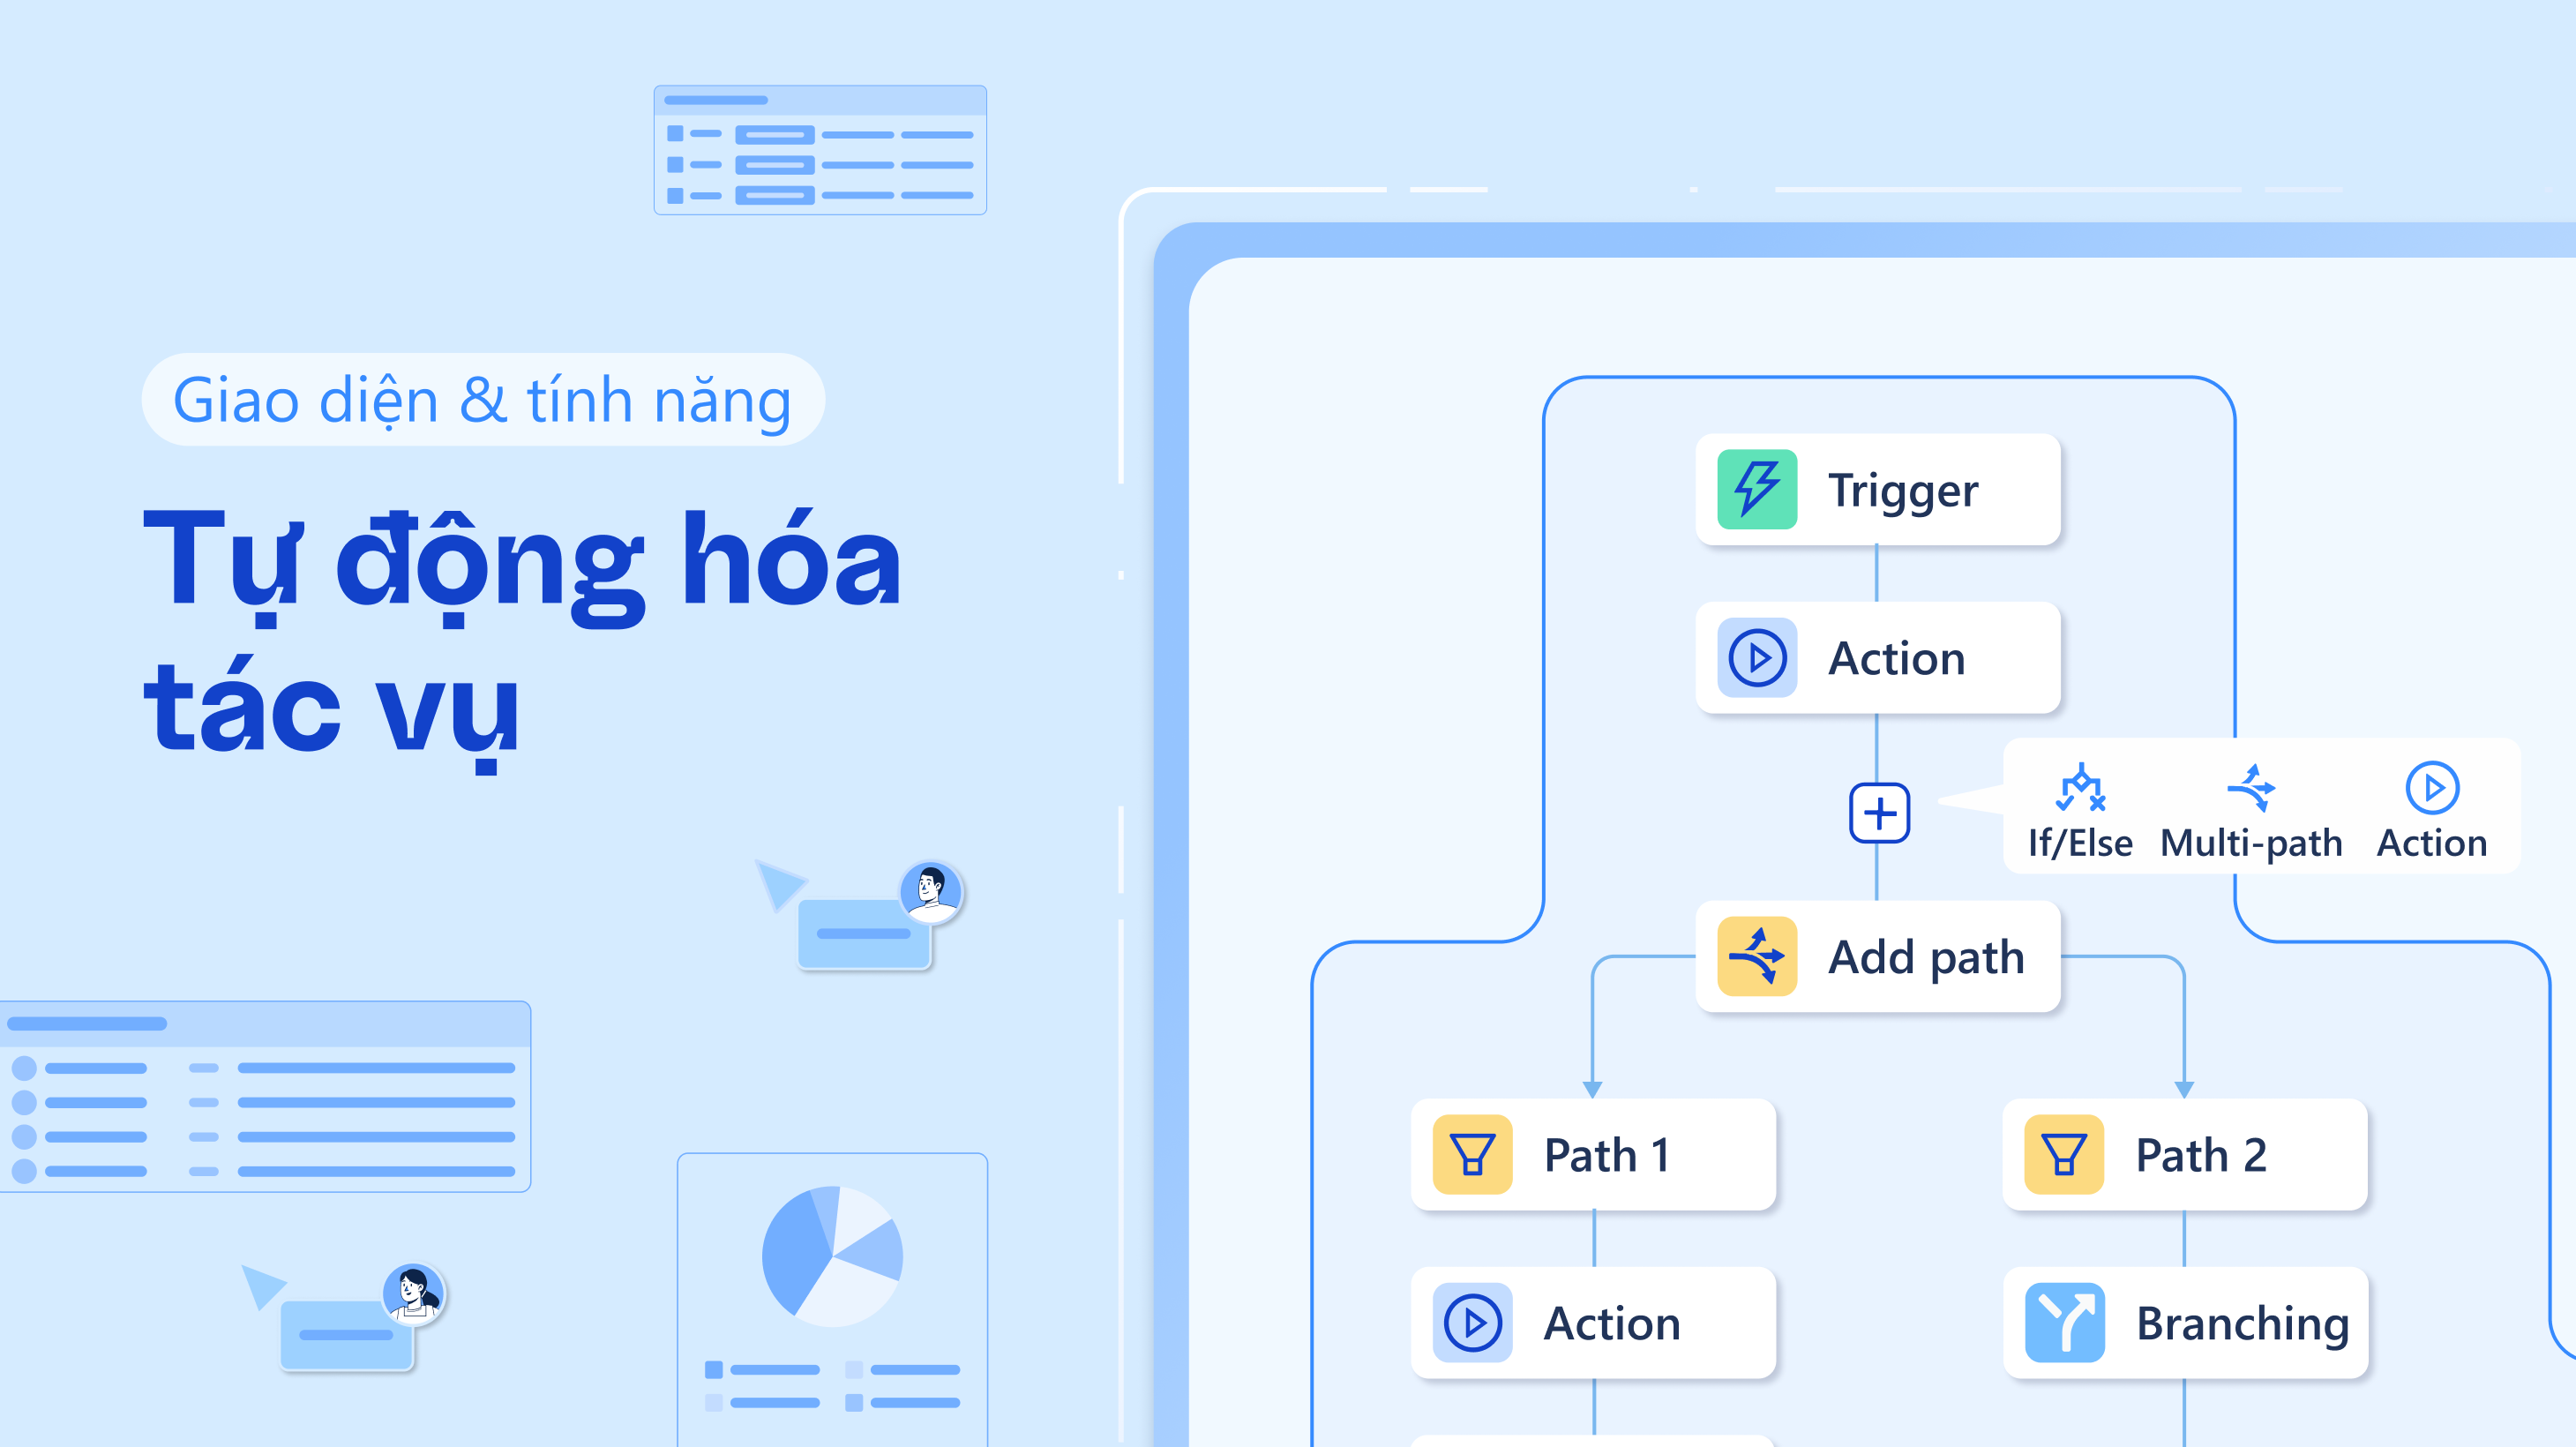 Giao diện & tính năng
Tự động hóa
tác vụ
Trigger
Action
If/Else
Multi-path
Action
Add path
Path 1
Path 2
Action
Branching